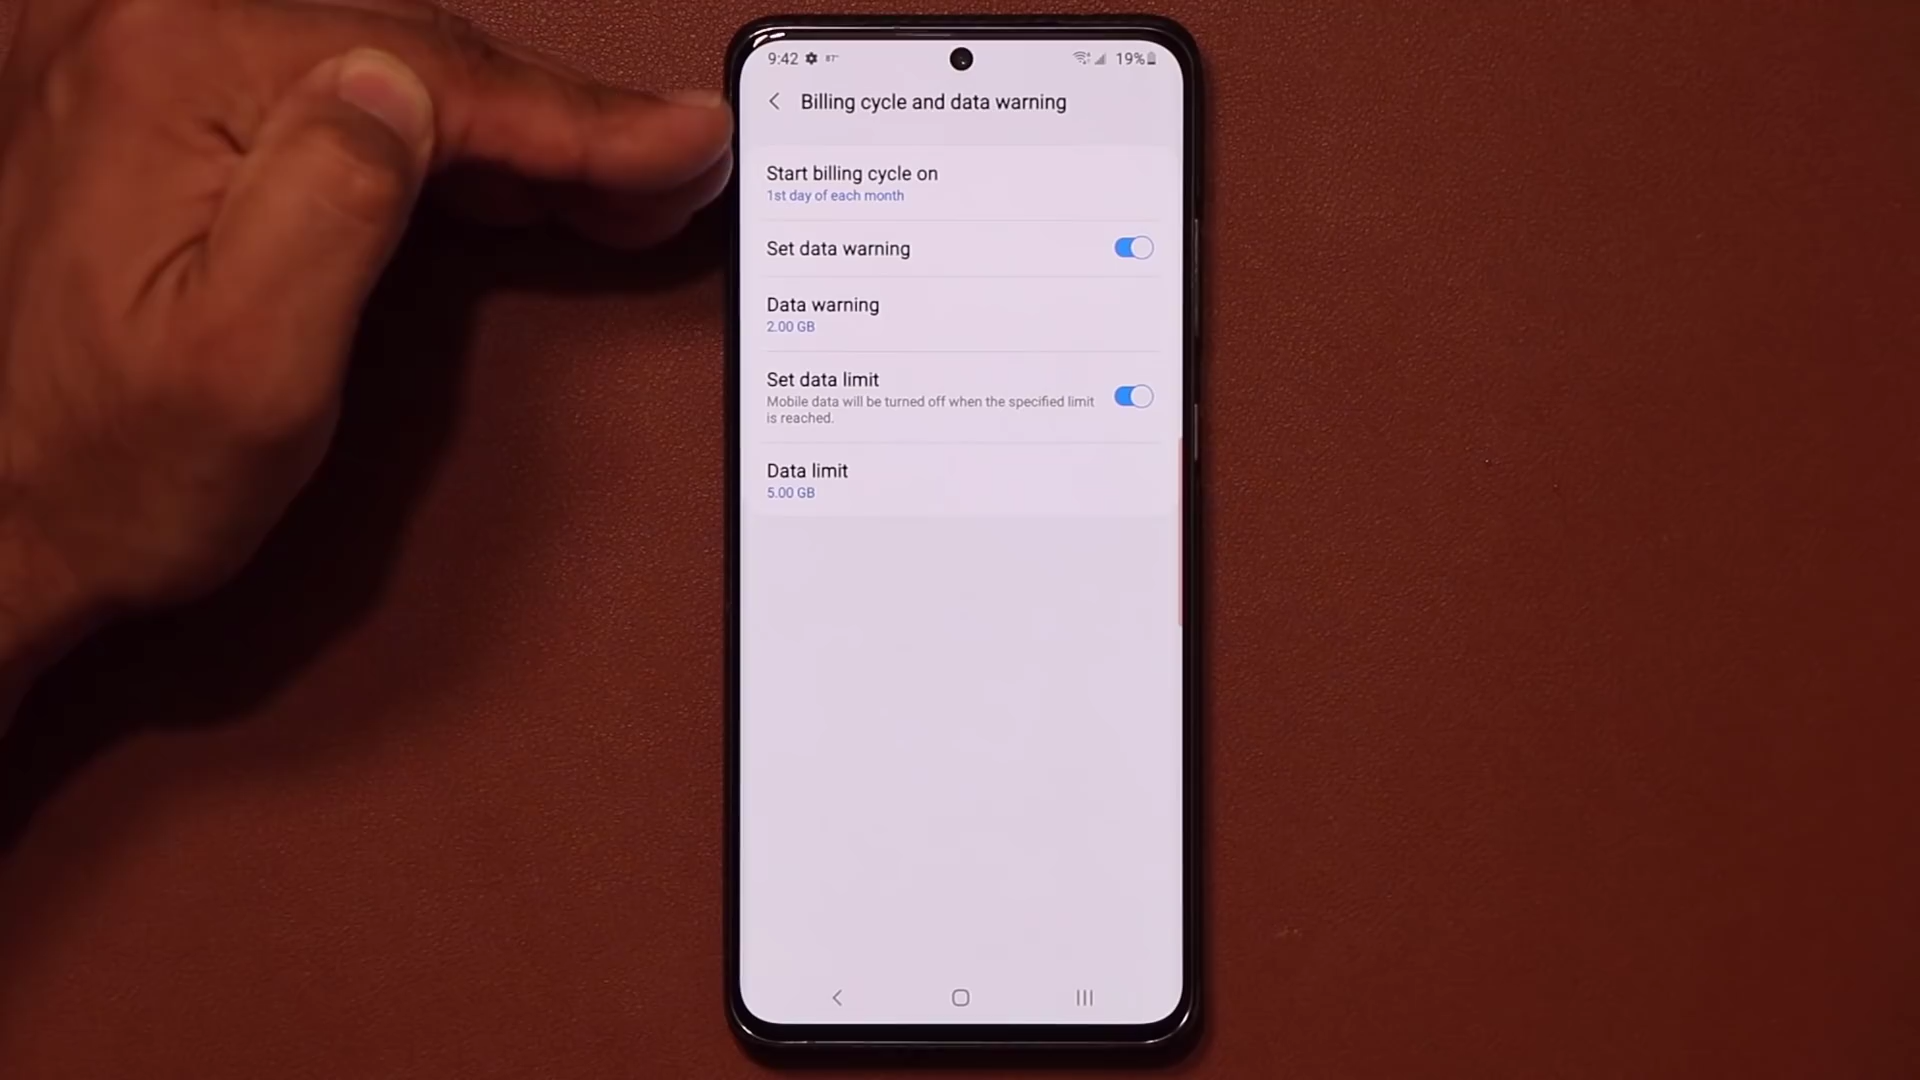 9:42 87° 19%
Billing cycle and data warning
Start billing cycle on
1st day of each month
Set data warning
Data warning
2.00 GB
Set data limit
Mobile data will be turned off when the specified limit
is reached.
Data limit
5.00 GB